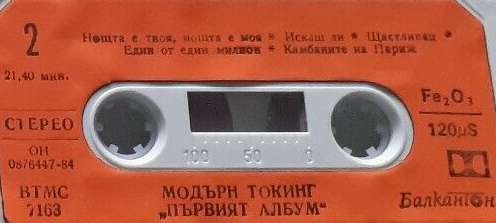 2
Нощта е твоя, нощта е моя * Искаш ли * Щастливец *
Един от един милион * Камбаните на Париж
21,40 мин.
СТЕРЕО
ОН
0876447-84
ВТМС
7163
100 50 0
Fe2O3
120μS
МОДЪРН ТОКИНГ
„ПЪРВИЯТ АЛБУМ"
Балкантон